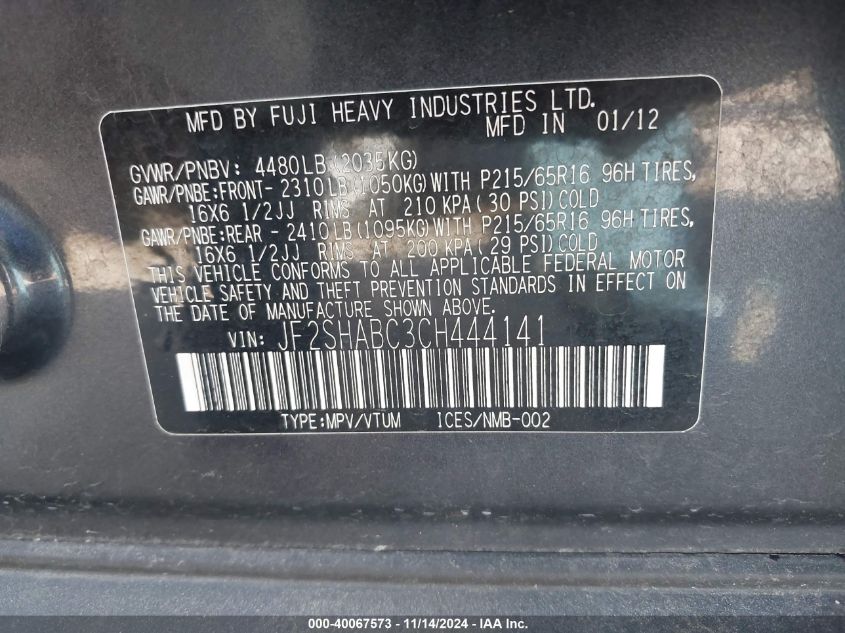 MFD BY FUJI HEAVY INDUSTRIES LTD.
MFD IN 01/12
GVWR/PNBV: 4480LB(2035KG)
GAWR/PNBE:FRONT- 2310LB(1050KG)WITH P215/65R16 96H TIRES,
16X6 1/2JJ RIMS AT 210 KPA( 30 PSI)COLD
GAWR/PNBE:REAR - 2410LB(1095KG)WITH P215/65R16 96H TIRES,
16X6 1/2JJ RIMS AT 200 KPA( 29 PSI)COLD
THIS VEHICLE CONFORMS TO ALL APPLICABLE FEDERAL MOTOR
VEHICLE SAFETY AND THEFT PREVENTION STANDARDS IN EFFECT ON
THE DATE OF MANUFACTURE SHOWN ABOVE.
VIN: JF2SHABC3CH444141
TYPE:MPV/VTUM ICES/NMB-002
000-40067573 - 11/14/2024 - IAA Inc.